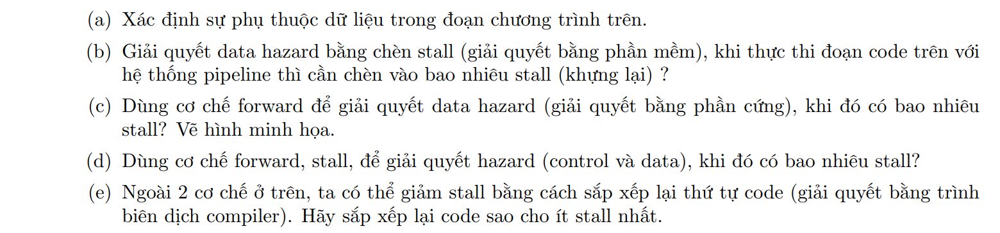 (a) Xác định sự phụ thuộc dữ liệu trong đoạn chương trình trên.
(b) Giải quyết data hazard bằng chèn stall (giải quyết bằng phần mềm), khi thực thi đoạn code trên với
hệ thống pipeline thì cần chèn vào bao nhiêu stall (khựng lại) ?
(c) Dùng cơ chế forward để giải quyết data hazard (giải quyết bằng phần cứng), khi đó có bao nhiêu
stall? Vẽ hình minh họa.
(d) Dùng cơ chế forward, stall, để giải quyết hazard (control và data), khi đó có bao nhiêu stall?
(e) Ngoài 2 cơ chế ở trên, ta có thể giảm stall bằng cách sắp xếp lại thứ tự code (giải quyết bằng trình
biên dịch compiler). Hãy sắp xếp lại code sao cho ít stall nhất.